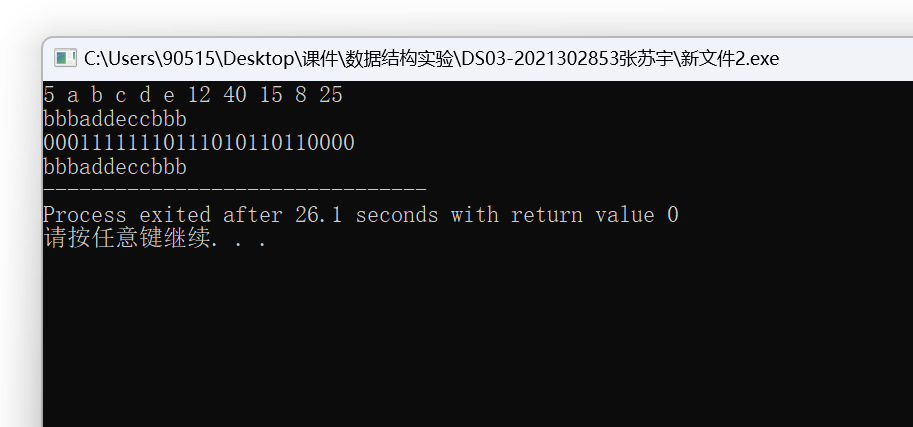 C:\Users\90515\Desktop\课件\数据结构实验\DS03-2021302853张苏宇\新文件2.exe
5 a b c d e 12 40 15 8 25
bbbaddeccbbb
00011111110111010110110000
bbbaddeccbbb
--------------------------------
Process exited after 26.1 seconds with return value 0
请按任意键继续. . .